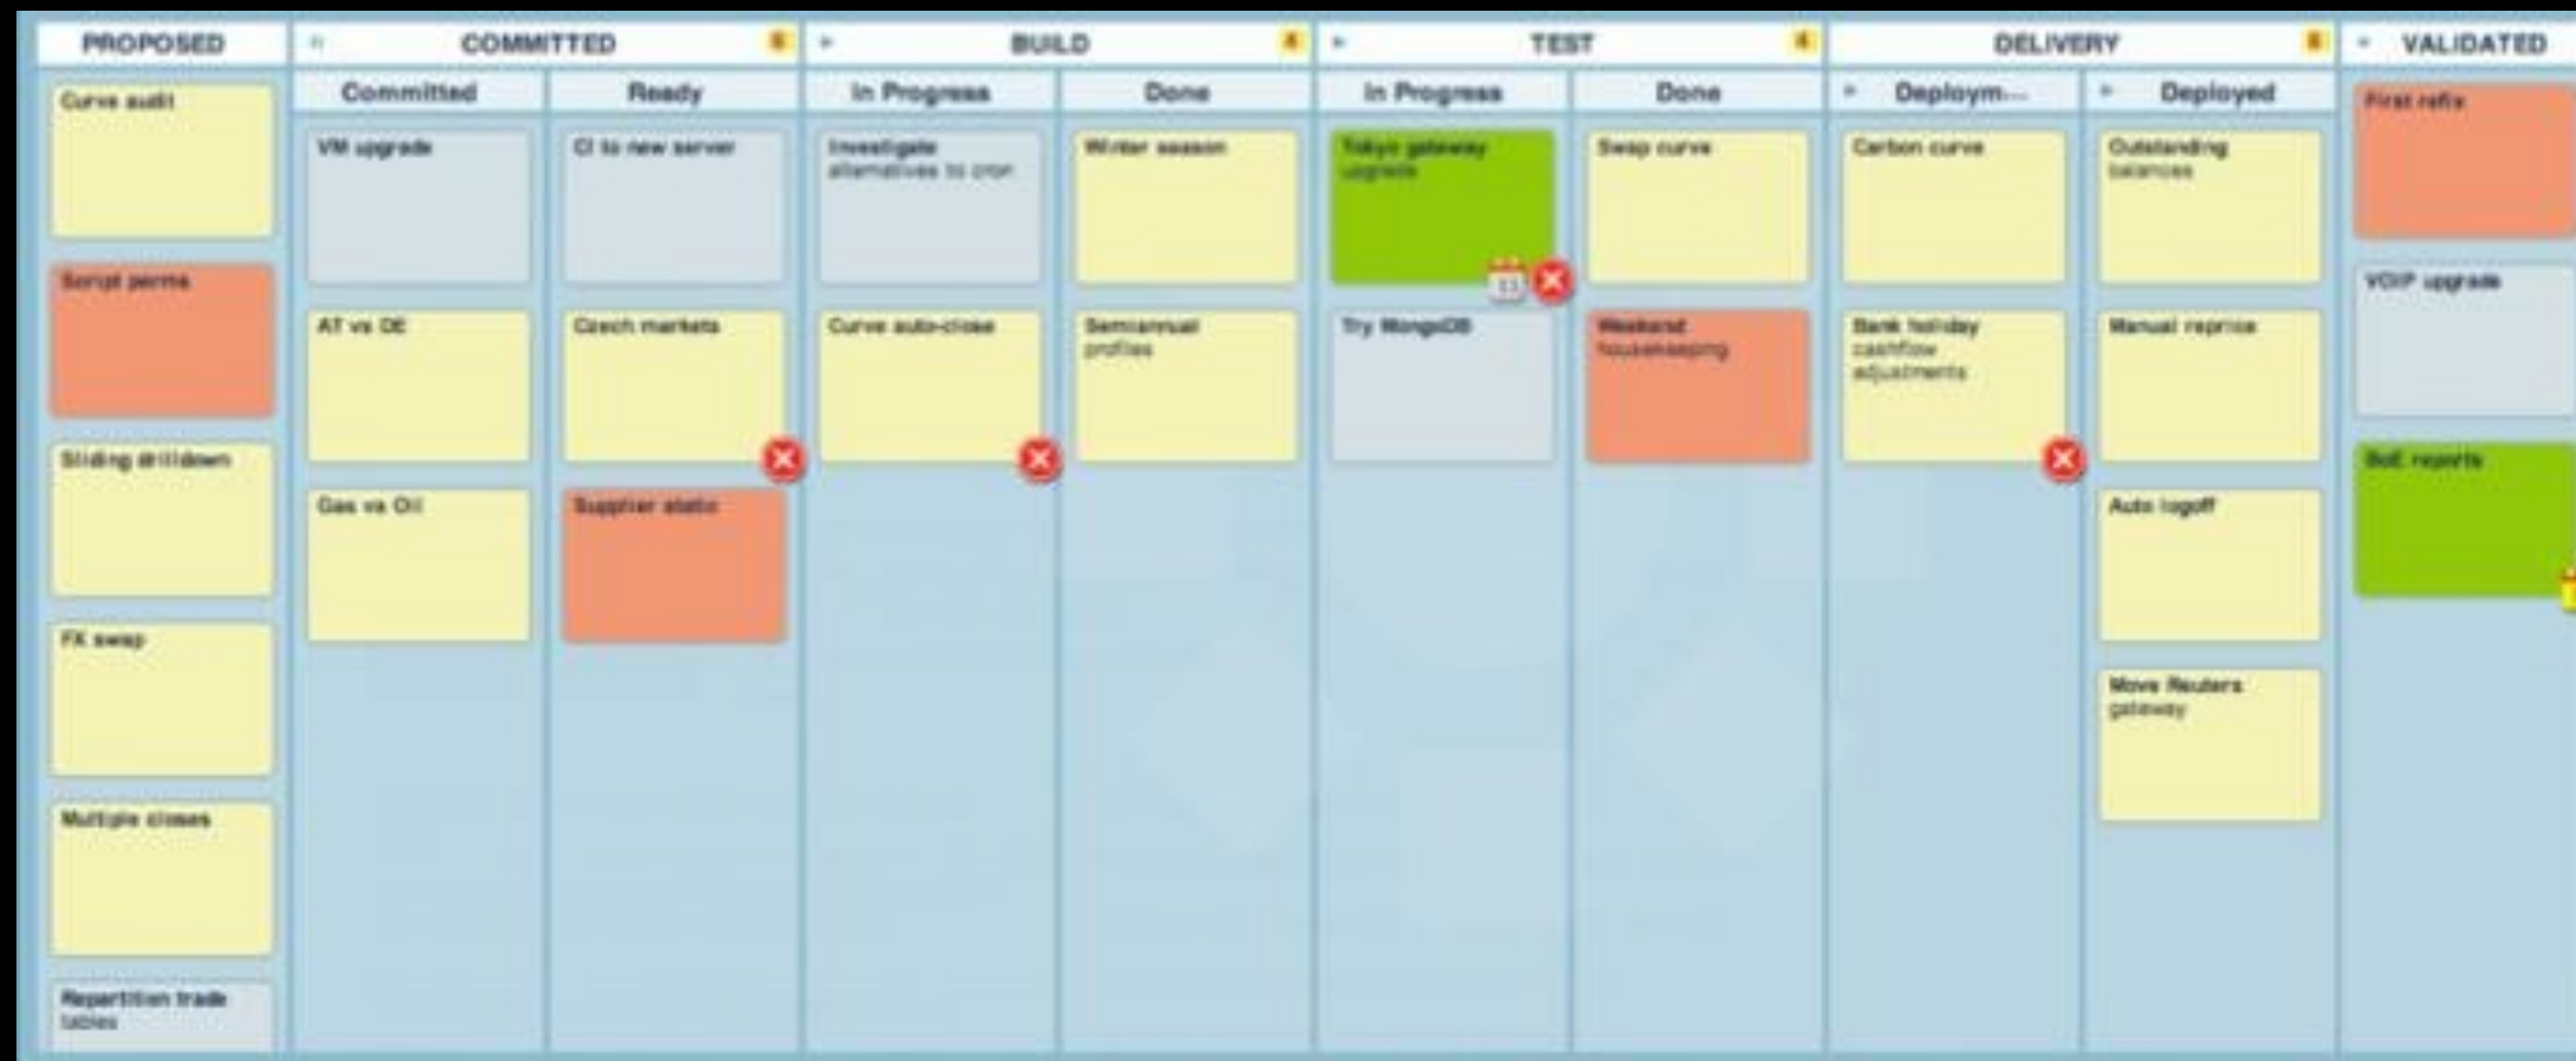 PROPOSED
COMMITTED
BUILD
4
TEST
4
DELIVERY
VALIDATED
Committed
Ready
In Progress
Done
In Progress
Done
Deploym...
Deployed
Curve audit
Script perms
Sliding drilldown
FX swap
Multiple closes
Repartition trade
tables
VM upgrade
AT vs DE
Gas vs Oil
CI to new server
Czech markets
Supplier static
Investigate
alternatives to cron
Curve auto-close
Winter season
Semiannual
profiles
Tokyo gateway
upgrade
Try MongoDB
Swap curve
Weekend
housekeeping
Carbon curve
Bank holiday
cashflow
adjustments
Outstanding
balances
Manual reprice
Auto logoff
Move Reuters
gateway
First refix
VOIP upgrade
BoE reports